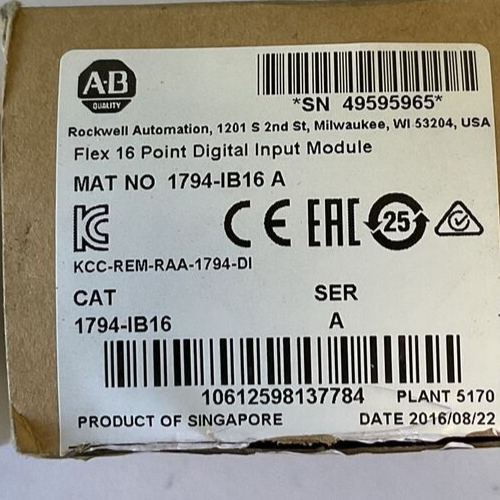 A-B
QUALITY
*SN 49595965*
Rockwell Automation, 1201 S 2nd St, Milwaukee, WI 53204, USA
Flex 16 Point Digital Input Module
MAT NO 1794-IB16 A
KC CE EAC 25
KCC-REM-RAA-1794-DI
CAT SER
1794-IB16 A
10612598137784 PLANT 5170
PRODUCT OF SINGAPORE DATE 2016/08/22